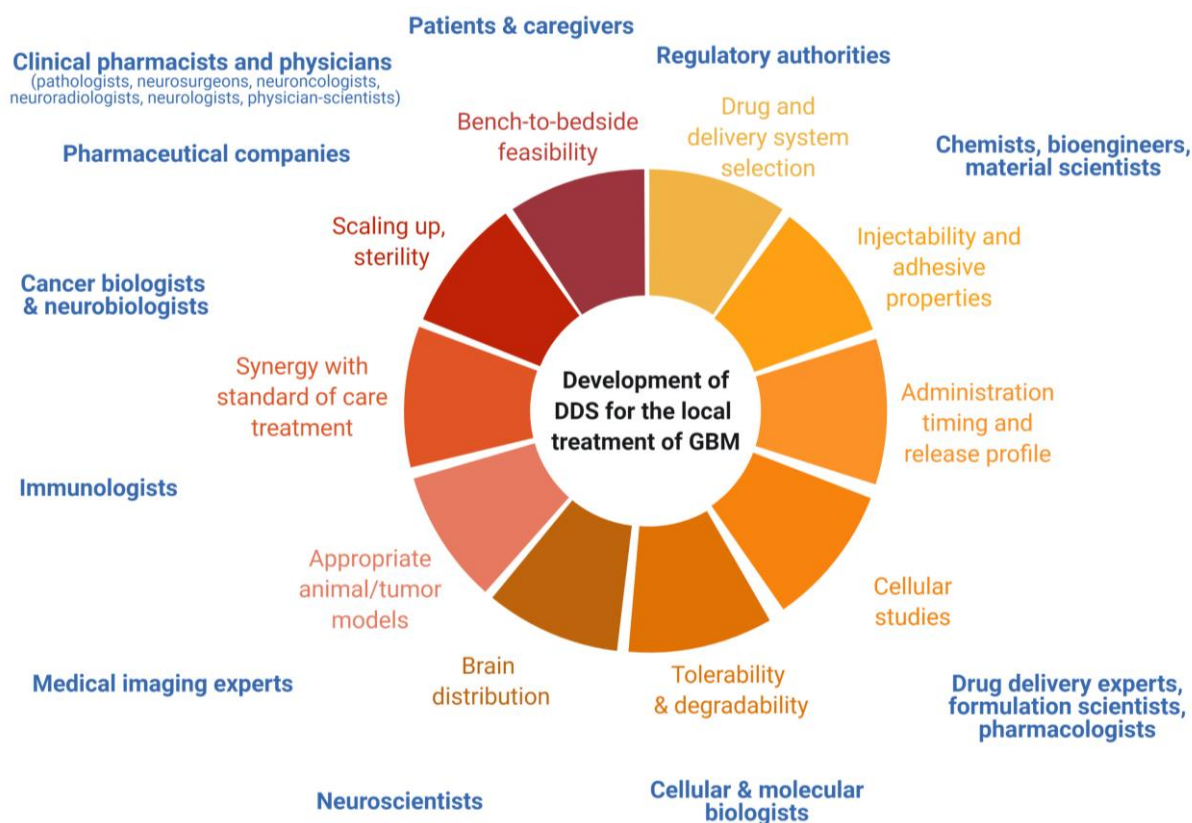 Patients & caregivers
Clinical pharmacists and physicians
(pathologists, neurosurgeons, neuroncologists,
neuroradiologists, neurologists, physician-scientists)
Regulatory authorities
Pharmaceutical companies
Chemists, bioengineers,
material scientists
Bench-to-bedside
feasibility
Drug and
delivery system
selection
Scaling up,
sterility
Injectability and
adhesive
properties
Cancer biologists
& neurobiologists
Synergy with
standard of care
treatment
Development of
DDS for the local
treatment of GBM
Administration
timing and
release profile
Immunologists
Appropriate
animal/tumor
models
Cellular
studies
Brain
distribution
Tolerability
& degradability
Medical imaging experts
Drug delivery experts,
formulation scientists,
pharmacologists
Neuroscientists
Cellular & molecular
biologists